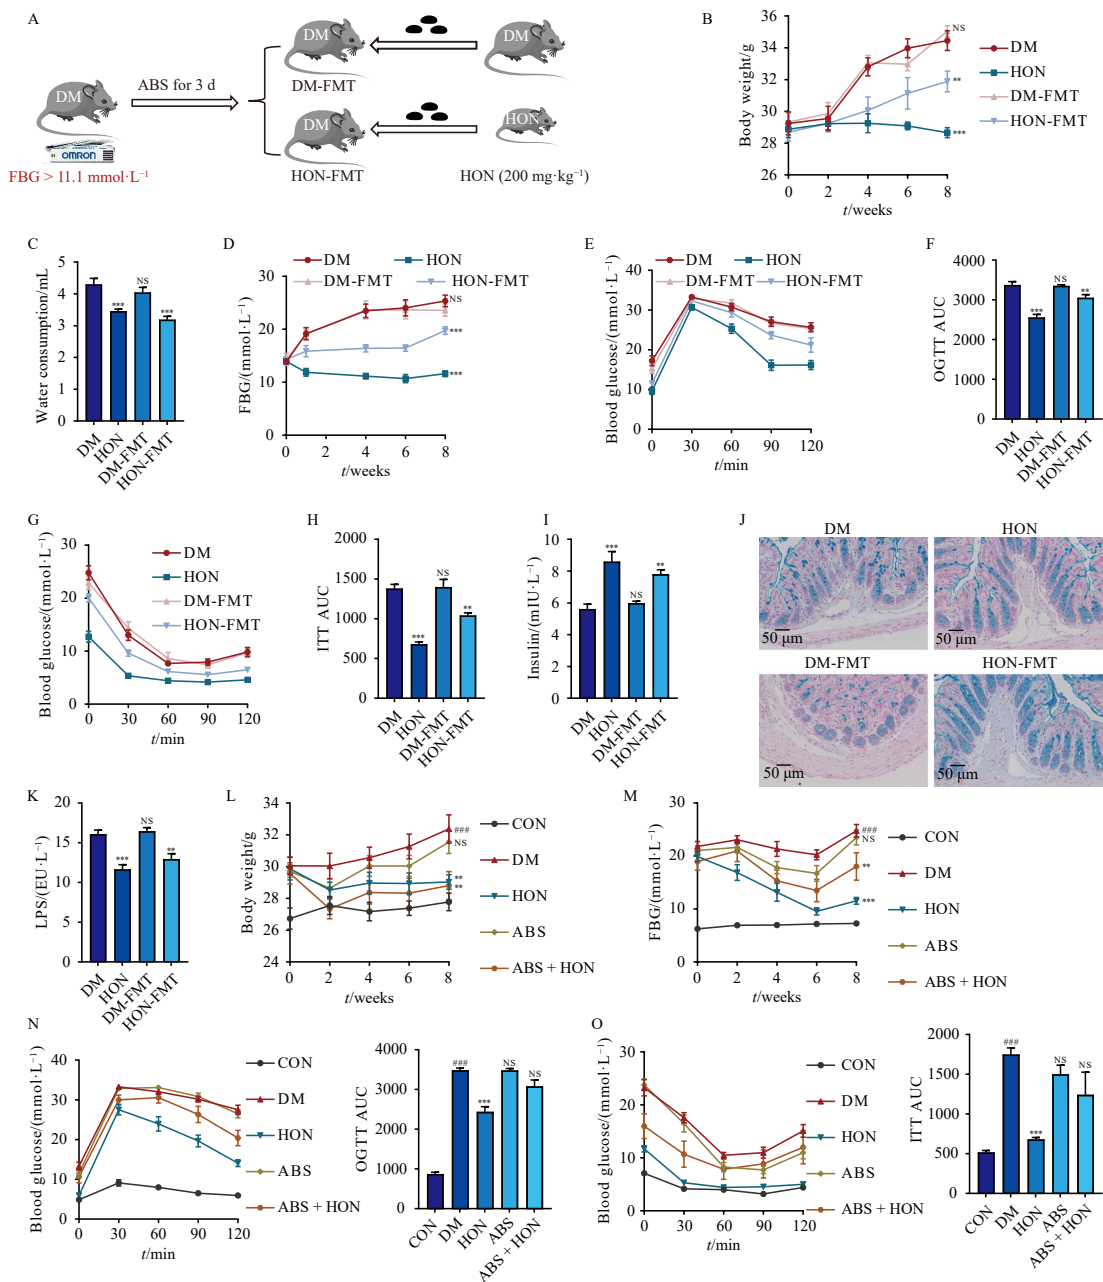 A
DM
ABS for 3 d
OMRON
FBG > 11.1 mmol·L⁻¹
DM
DM-FMT
DM
DM
HON-FMT
HON
HON (200 mg·kg⁻¹)
B
Body weight/g
36
34
32
30
28
26
0 2 4 6 8
t/weeks
NS
**
***
DM
HON
DM-FMT
HON-FMT
C
Water consumption/mL
5
4
3
2
1
0
***
NS
***
DM
HON
DM-FMT
HON-FMT
D
DM
HON
DM-FMT
HON-FMT
FBG/(mmol·L⁻¹)
30
20
10
0
0 2 4 6 8
t/weeks
NS
***
***
E
DM
HON
DM-FMT
HON-FMT
Blood glucose/(mmol·L⁻¹)
40
30
20
10
0
0 30 60 90 120
t/min
F
OGTT AUC
4000
3000
2000
1000
0
***
NS
**
DM
HON
DM-FMT
HON-FMT
G
Blood glucose/(mmol·L⁻¹)
30
20
10
0
0 30 60 90 120
t/min
DM
HON
DM-FMT
HON-FMT
H
ITT AUC
2000
1500
1000
500
0
***
NS
**
DM
HON
DM-FMT
HON-FMT
I
Insulin/(mIU·L⁻¹)
10
8
6
4
2
0
***
NS
**
DM
HON
DM-FMT
HON-FMT
J
DM
HON
50 μm
50 μm
DM-FMT
HON-FMT
50 μm
50 μm
K
LPS/(EU·L⁻¹)
20
15
10
5
0
***
NS
**
DM
HON
DM-FMT
HON-FMT
L
Body weight/g
34
32
30
28
26
24
0 2 4 6 8
t/weeks
###
NS
**
**
CON
DM
HON
ABS
ABS + HON
M
FBG/(mmol·L⁻¹)
30
20
10
0
0 2 4 6 8
t/weeks
###
NS
**
***
CON
DM
HON
ABS
ABS + HON
N
Blood glucose/(mmol·L⁻¹)
40
30
20
10
0
0 30 60 90 120
t/min
CON
DM
HON
ABS
ABS + HON
OGTT AUC
4000
3000
2000
1000
0
###
***
NS
CON
DM
HON
ABS
ABS + HON
O
Blood glucose/(mmol·L⁻¹)
30
20
10
0
0 30 60 90 120
t/min
CON
DM
HON
ABS
ABS + HON
ITT AUC
2000
1500
1000
500
0
###
***
NS
NS
CON
DM
HON
ABS
ABS + HON